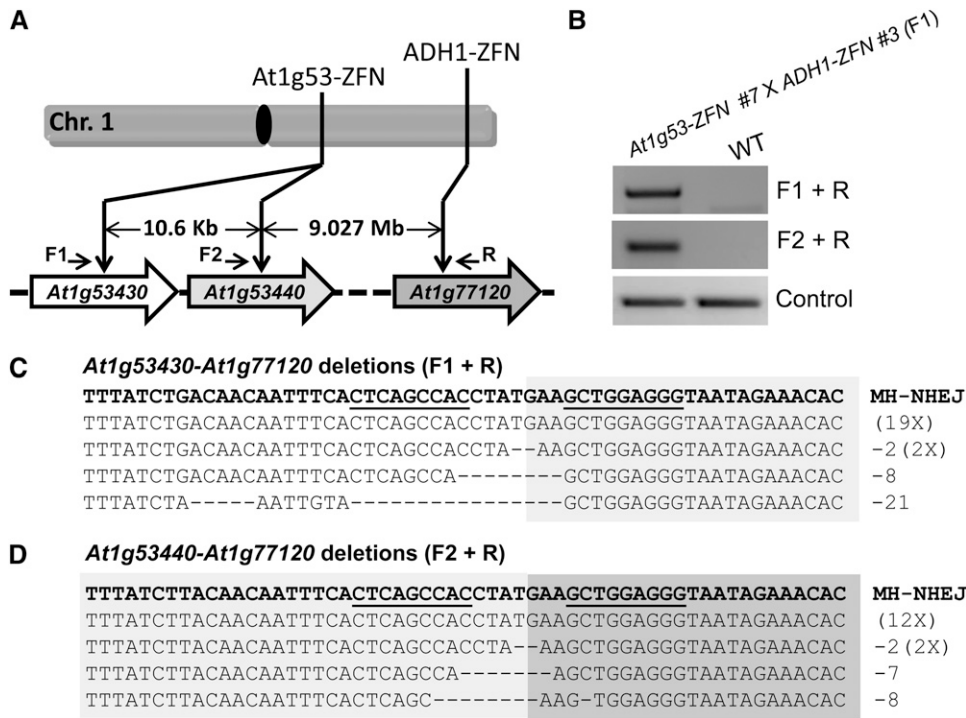 A
At1g53-ZFN
ADH1-ZFN
Chr. 1
10.6 Kb
9.027 Mb
F1
F2
R
At1g53430
At1g53440
At1g77120
B
At1g53-ZFN #7 X ADH1-ZFN #3 (F1)
WT
F1 + R
F2 + R
Control
C At1g53430-At1g77120 deletions (F1 + R)
TTTATCTGACAACAATTTCACTCAGCCACCTATGAAGCTGGAGGGTAATAGAAACAC MH-NHEJ
TTTATCTGACAACAATTTCACTCAGCCACCTATGAAGCTGGAGGGTAATAGAAACAC (19X)
TTTATCTGACAACAATTTCACTCAGCCACCTA--AAGCTGGAGGGTAATAGAAACAC -2(2X)
TTTATCTGACAACAATTTCACTCAGCCA--------GCTGGAGGGTAATAGAAACAC -8
TTTATCTA-----AATTGTA----------------GCTGGAGGGTAATAGAAACAC -21
D At1g53440-At1g77120 deletions (F2 + R)
TTTATCTTACAACAATTTCACTCAGCCACCTATGAAGCTGGAGGGTAATAGAAACAC MH-NHEJ
TTTATCTTACAACAATTTCACTCAGCCACCTATGAAGCTGGAGGGTAATAGAAACAC (12X)
TTTATCTTACAACAATTTCACTCAGCCACCTA--AAGCTGGAGGGTAATAGAAACAC -2(2X)
TTTATCTTACAACAATTTCACTCAGCCA-------AGCTGGAGGGTAATAGAAACAC -7
TTTATCTTACAACAATTTCACTCAGC--------AAG-TGGAGGGTAATAGAAACAC -8